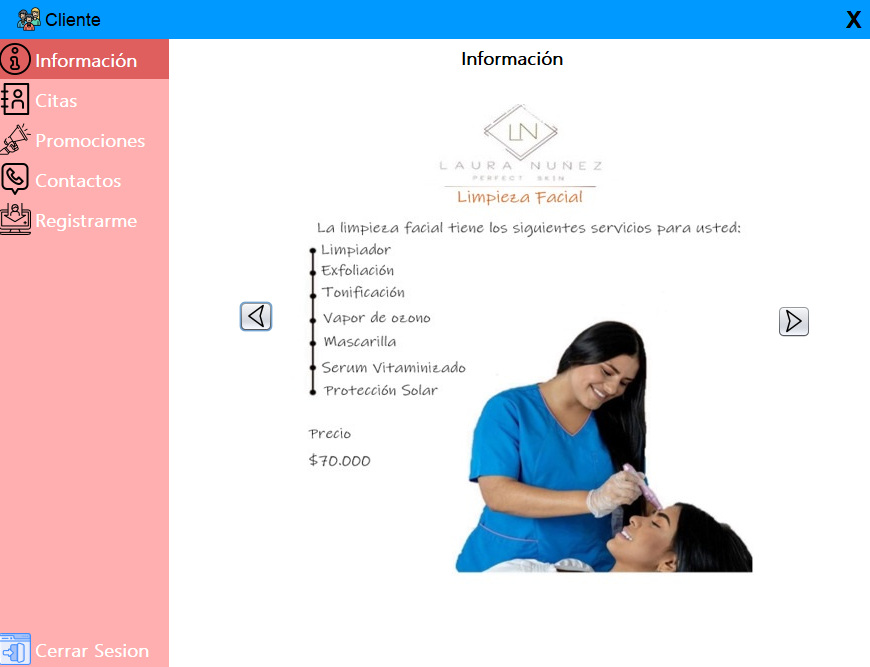 Cliente
X
Información
Citas
Promociones
Contactos
Registrarme
Cerrar Sesion
Información
LN
LAURA NUÑEZ
PERFECT SKIN
Limpieza Facial
La limpieza facial tiene los siguientes servicios para usted:
Limpiador
Exfoliación
Tonificación
Vapor de ozono
Mascarilla
Serum Vitaminizado
Protección Solar
Precio
$70.000